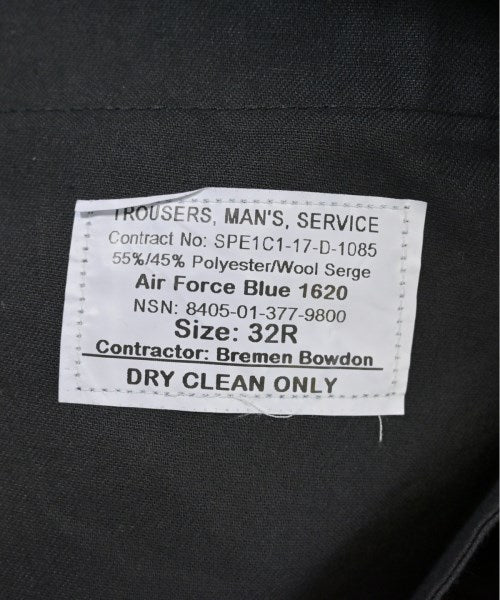 TROUSERS, MAN'S, SERVICE
Contract No: SPE1C1-17-D-1085
55%/45% Polyester/Wool Serge
Air Force Blue 1620
NSN: 8405-01-377-9800
Size: 32R
Contractor: Bremen Bowdon
DRY CLEAN ONLY